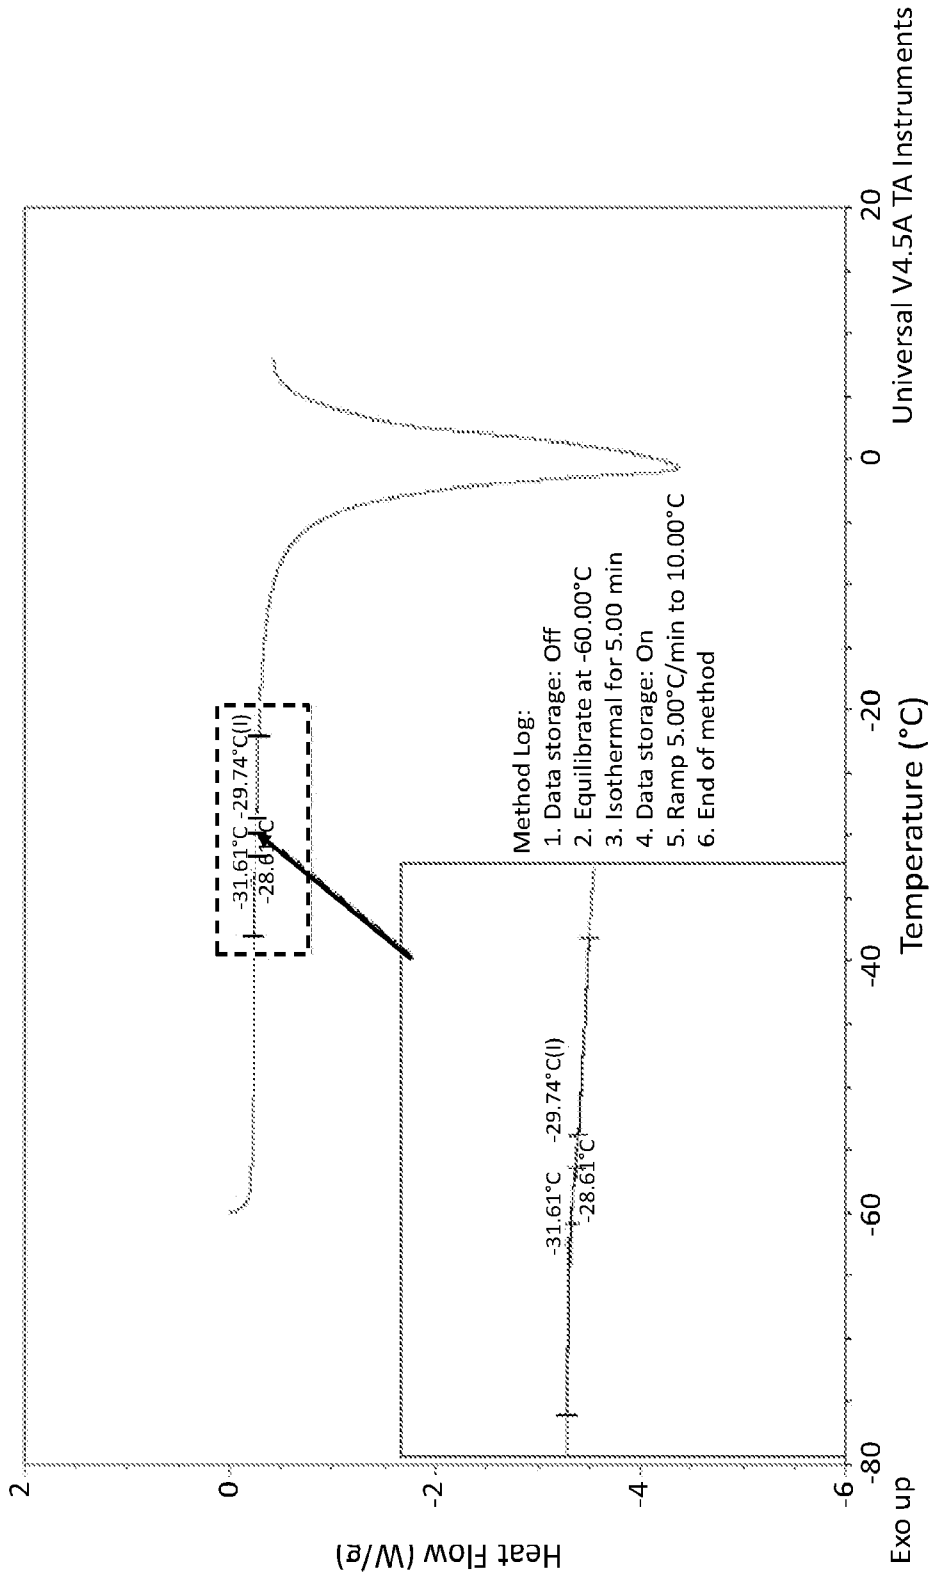 2
0
-2
-4
-6
Heat Flow (W/g)
-31.61°C
-29.74°C(I)
-28.61°C
Method Log:
1. Data storage: Off
2. Equilibrate at -60.00°C
3. Isothermal for 5.00 min
4. Data storage: On
5. Ramp 5.00°C/min to 10.00°C
6. End of method
-31.61°C
-29.74°C(I)
-28.61°C
-80
-60
-40
-20
0
20
Exo up
Temperature (°C)
Universal V4.5A TA Instruments